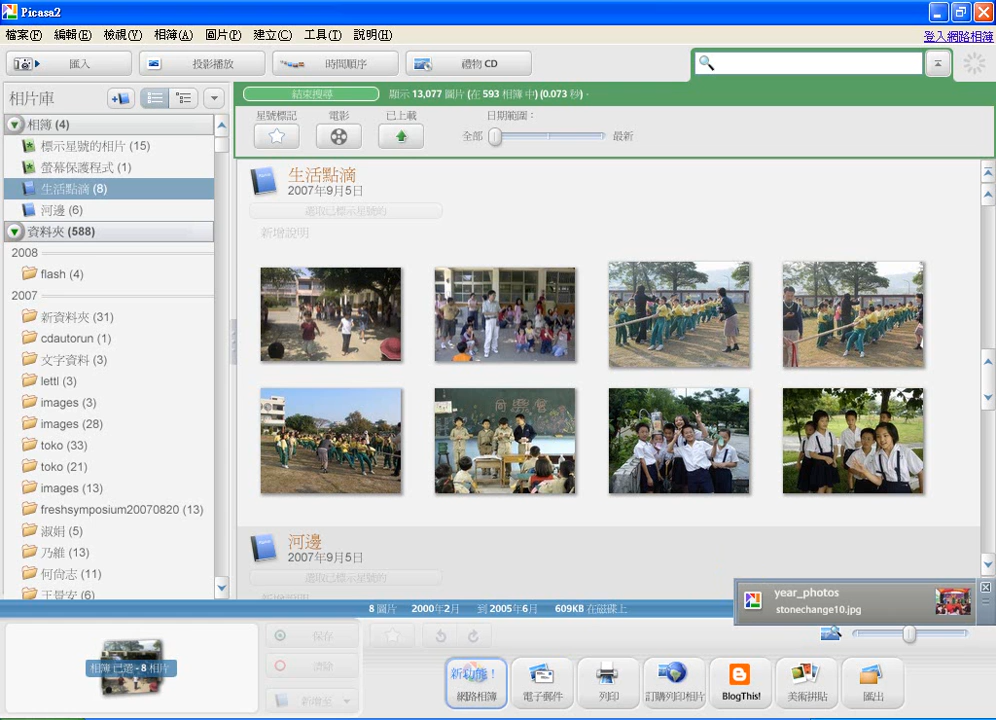 Picasa2
檔案(F) 編輯(E) 檢視(V) 相簿(A) 圖片(P) 建立(C) 工具(T) 說明(H) 登入網路相簿
匯入 投影播放 時間順序 禮物 CD
相片庫
結束搜尋 顯示 13,077 圖片 (在 593 相簿 中) (0.073 秒)
星號標記 電影 已上載 日期範圍：
全部 最新
相簿 (4)
標示星號的相片 (15)
螢幕保護程式 (1)
生活點滴 (8)
河邊 (6)
資料夾 (588)
2008
flash (4)
2007
新資料夾 (31)
cdautorun (1)
文字資料 (3)
lettl (3)
images (3)
images (28)
toko (33)
toko (21)
images (13)
freshsymposium20070820 (13)
淑娟 (5)
乃維 (13)
何尚志 (11)
王景安 (6)
生活點滴
2007年9月5日
選取已標示星號的
新增說明
河邊
2007年9月5日
選取已標示星號的
新增說明
year_photos
stonechange10.jpg
8 圖片 2000年2月 到 2005年6月 609KB 在磁碟上
相簿 已選 - 8 相片
保存
清除
新增至
新功能！
網路相簿 電子郵件 列印 訂購列印相片 BlogThis! 美術拼貼 匯出